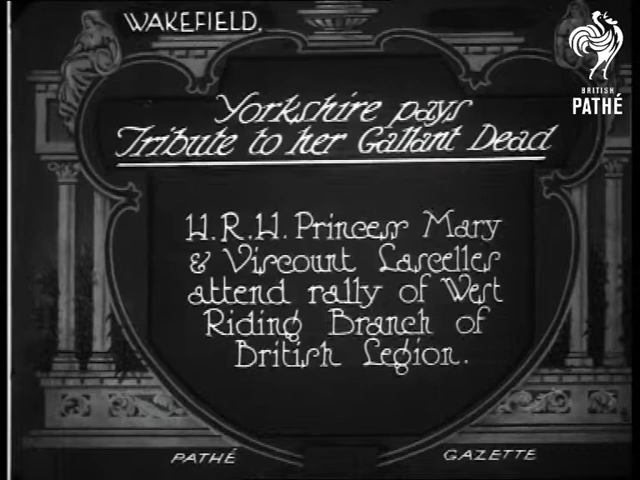 WAKEFIELD.
BRITISH
PATHÉ
Yorkshire pays
Tribute to her Gallant Dead
H.R.H. Princess Mary
& Viscount Lascelles
attend rally of West
Riding Branch of
British Legion.
PATHÉ GAZETTE